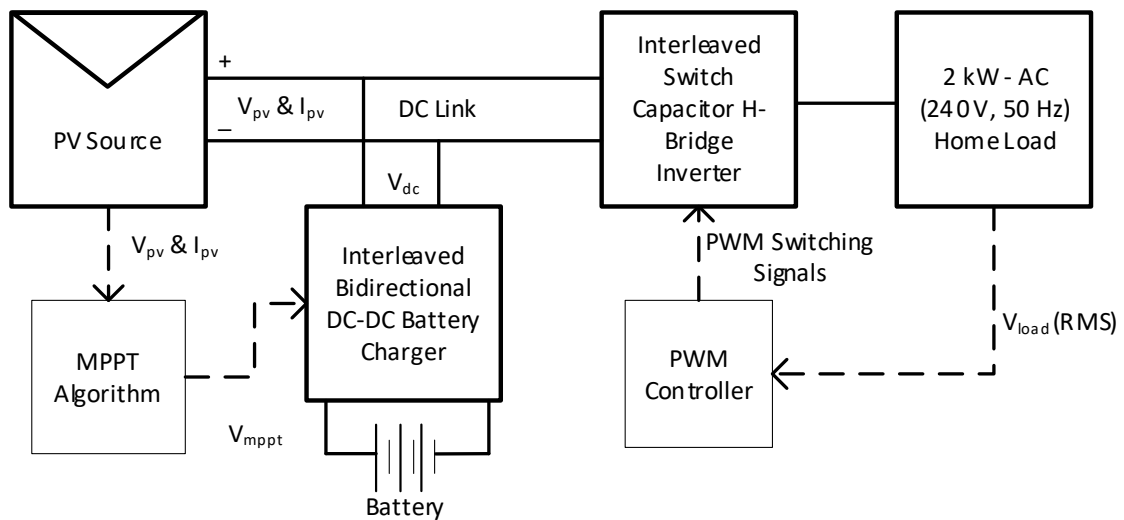 PV Source
+
V_pv & I_pv
–
DC Link
V_dc
Interleaved
Switch
Capacitor H-
Bridge
Inverter
2 kW - AC
(240 V, 50 Hz)
Home Load
V_pv & I_pv
MPPT
Algorithm
Interleaved
Bidirectional
DC-DC Battery
Charger
V_mppt
Battery
PWM Switching
Signals
PWM
Controller
V_load (RMS)